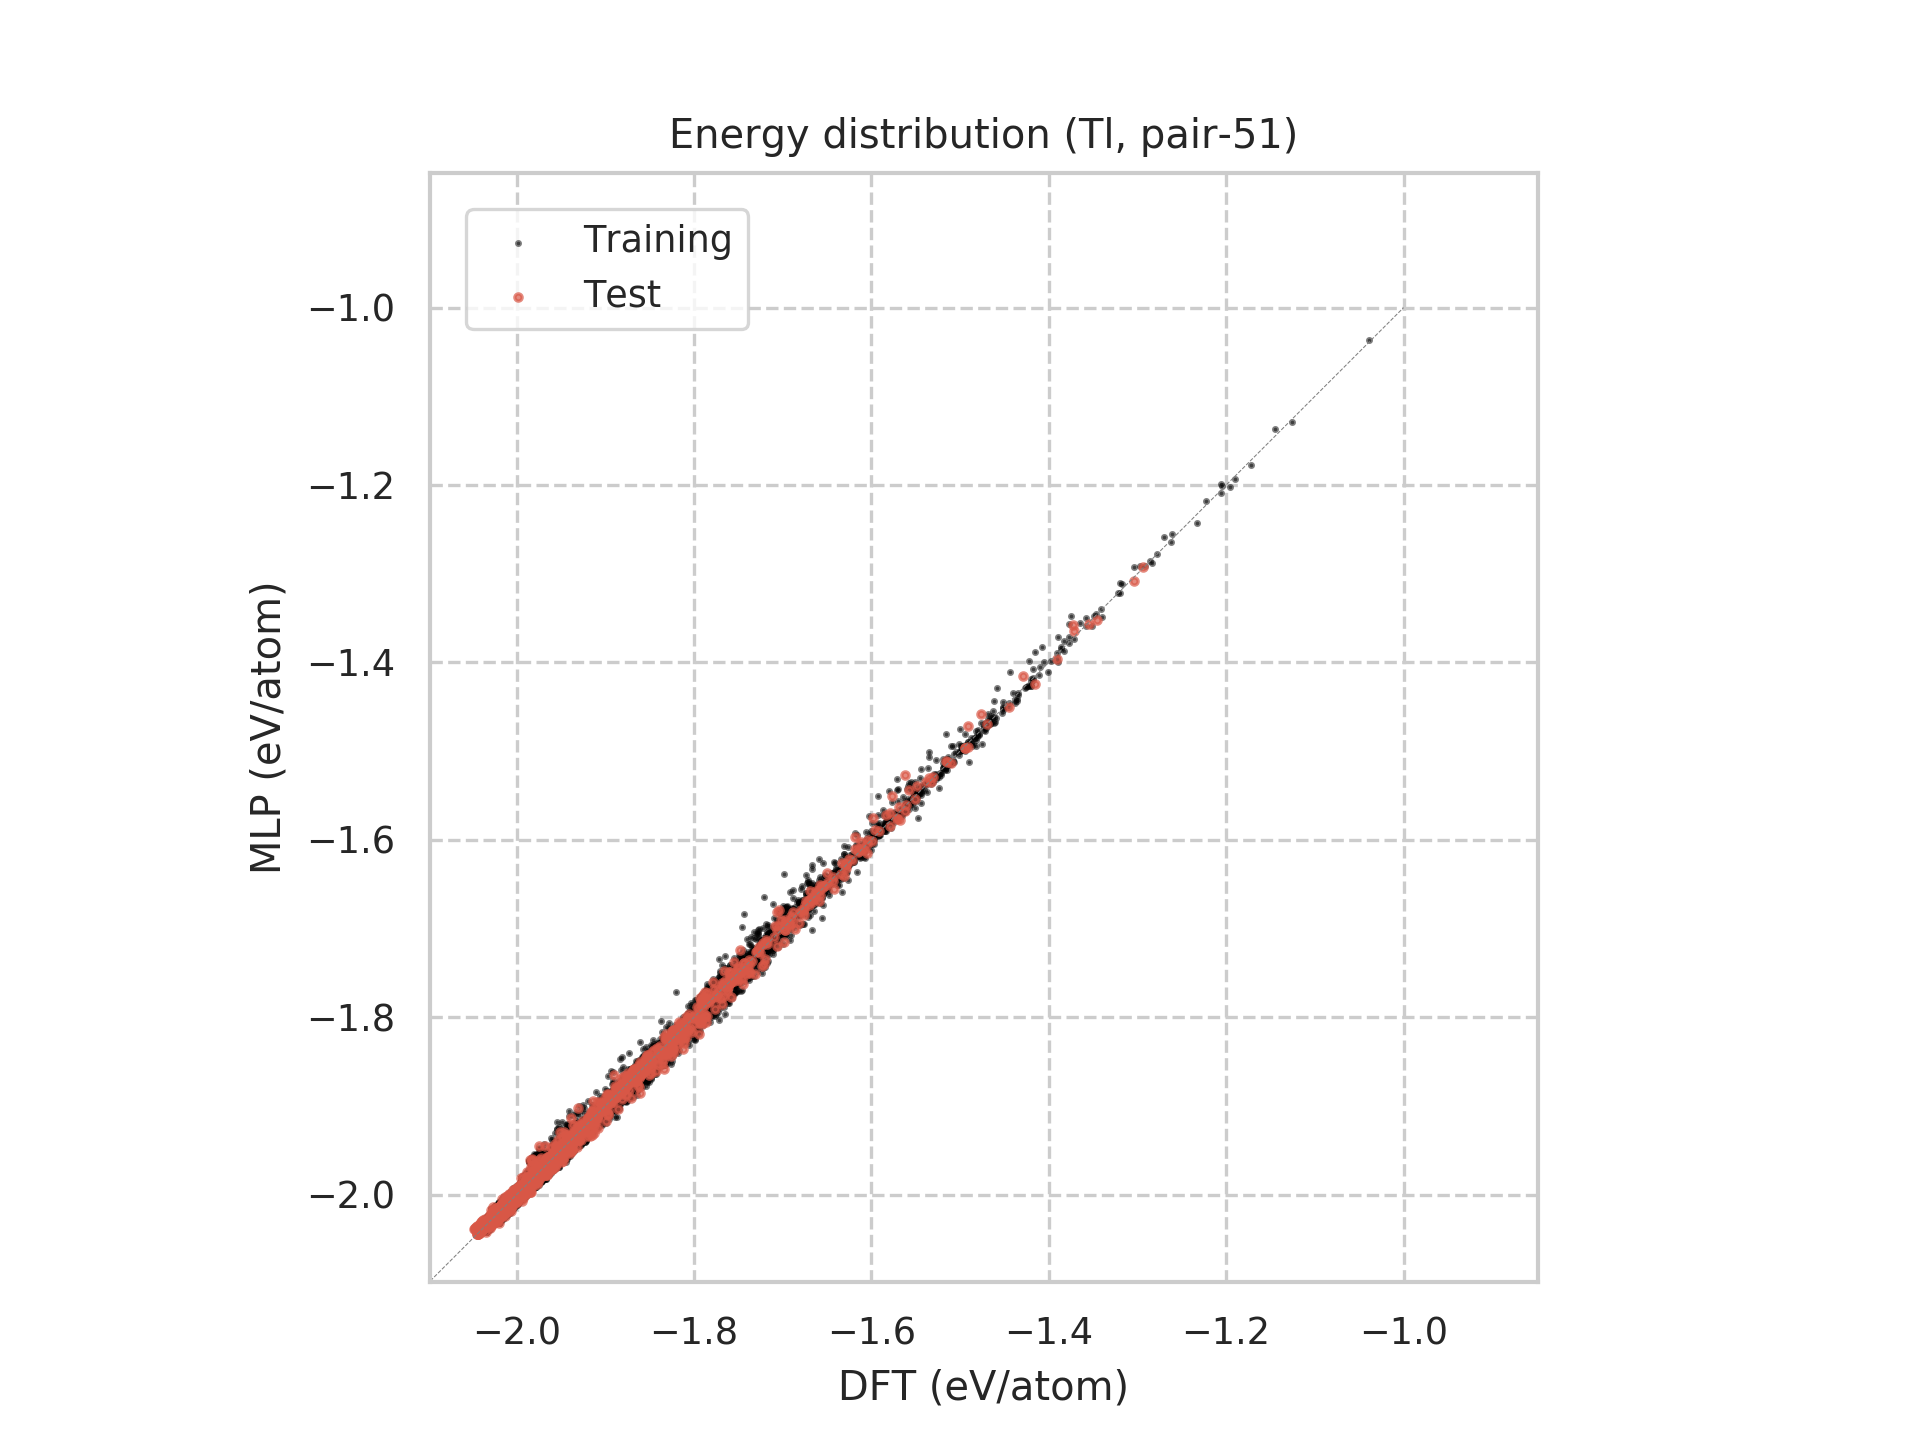 Energy distribution (Tl, pair-51)
Training
Test
−1.0
−1.2
−1.4
−1.6
−1.8
−2.0
MLP (eV/atom)
−2.0 −1.8 −1.6 −1.4 −1.2 −1.0
DFT (eV/atom)